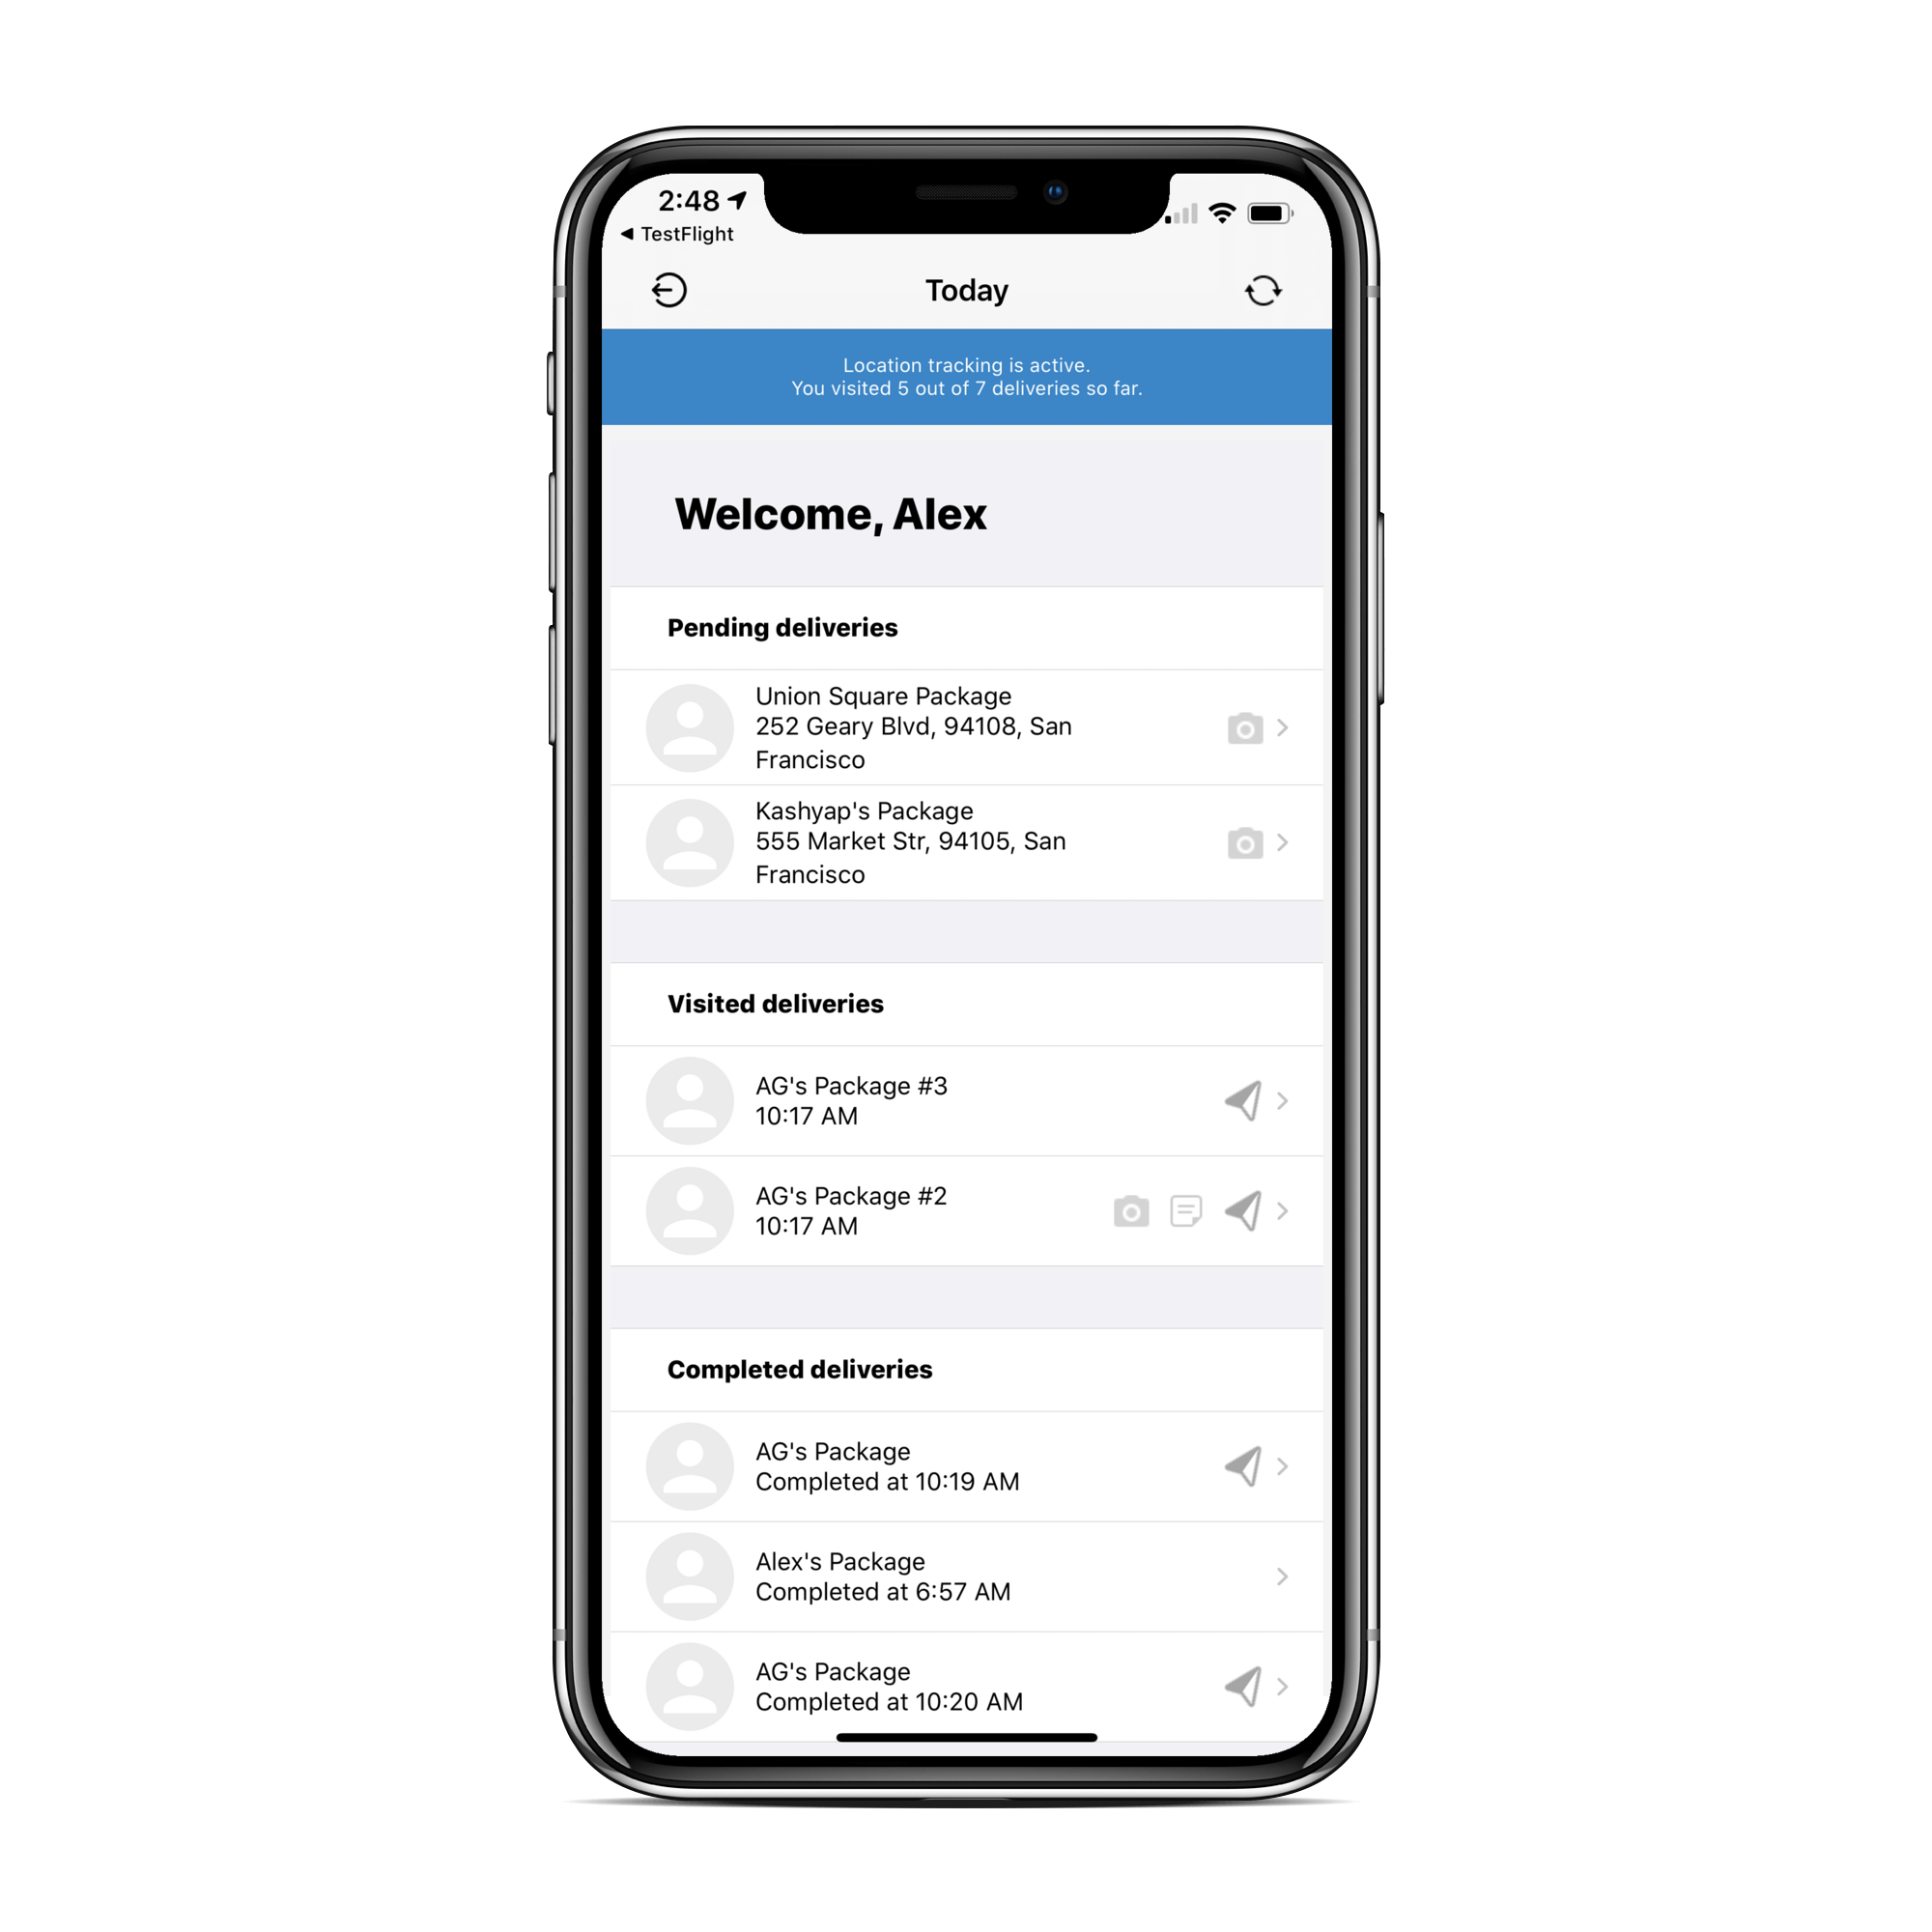 2:48
TestFlight
Today
Location tracking is active.
You visited 5 out of 7 deliveries so far.
Welcome, Alex
Pending deliveries
Union Square Package
252 Geary Blvd, 94108, San
Francisco
Kashyap's Package
555 Market Str, 94105, San
Francisco
Visited deliveries
AG's Package #3
10:17 AM
AG's Package #2
10:17 AM
Completed deliveries
AG's Package
Completed at 10:19 AM
Alex's Package
Completed at 6:57 AM
AG's Package
Completed at 10:20 AM